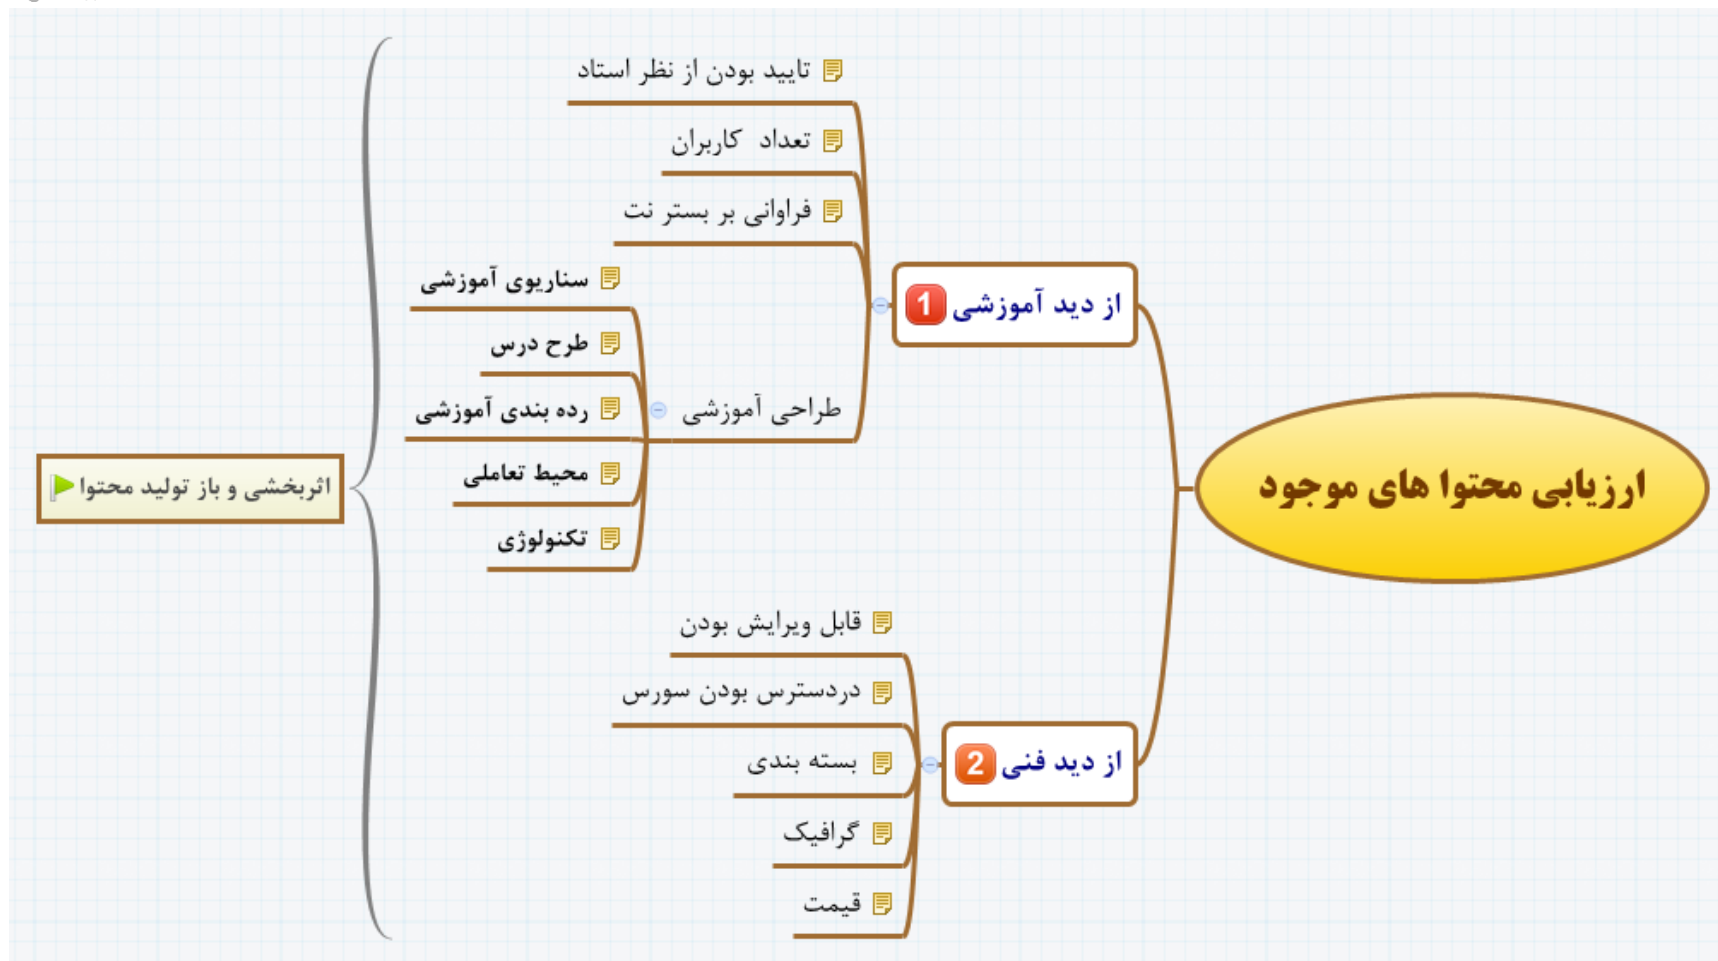 ارزیابی محتوا های موجود
از دید آموزشی 1
تایید بودن از نظر استاد
تعداد کاربران
فراوانی بر بستر نت
طراحی آموزشی
سناریوی آموزشی
طرح درس
رده بندی آموزشی
محیط تعاملی
تکنولوژی
از دید فنی 2
قابل ویرایش بودن
دردسترس بودن سورس
بسته بندی
گرافیک
قیمت
اثربخشی و باز تولید محتوا